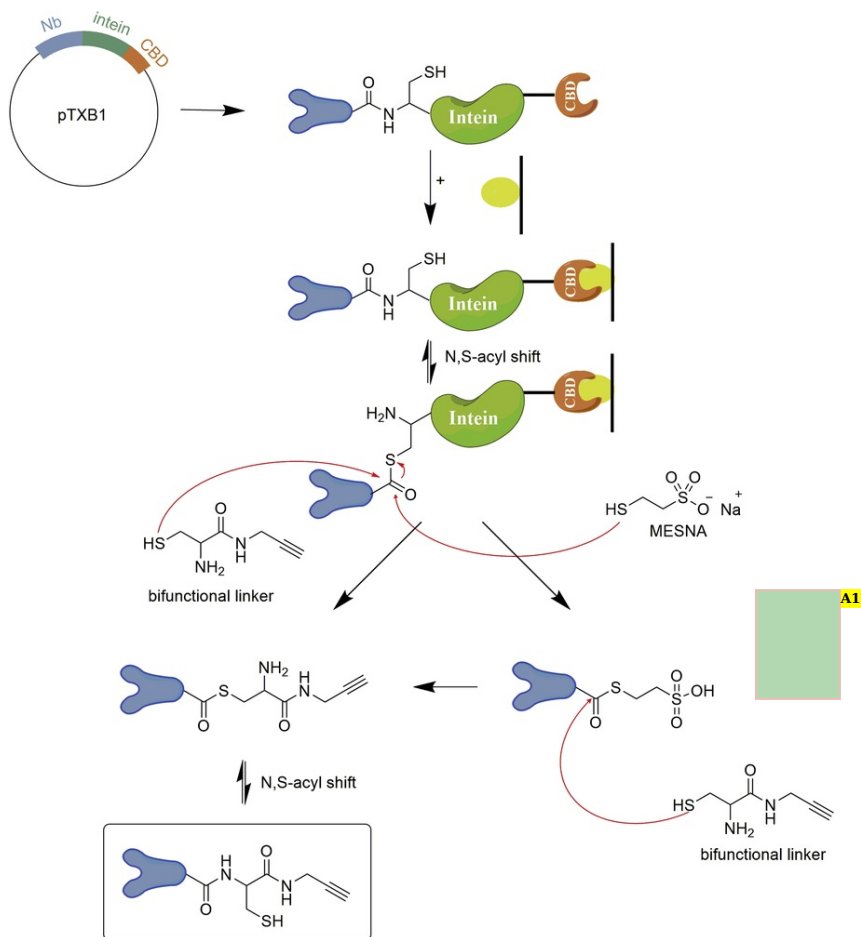 Nb
intein
CBD
pTXB1
O
SH
N
H
Intein
CBD
+
O
SH
N
H
Intein
CBD
N,S-acyl shift
H₂N
Intein
CBD
S
O
HS
O
N
H
NH₂
bifunctional linker
O
O
HS
S
O⁻
Na⁺
MESNA
A1
NH₂
S
H
N
O
O
S
O
O
S
OH
O
N,S-acyl shift
O
HS
N
H
NH₂
bifunctional linker
H
N
O
O
N
H
SH